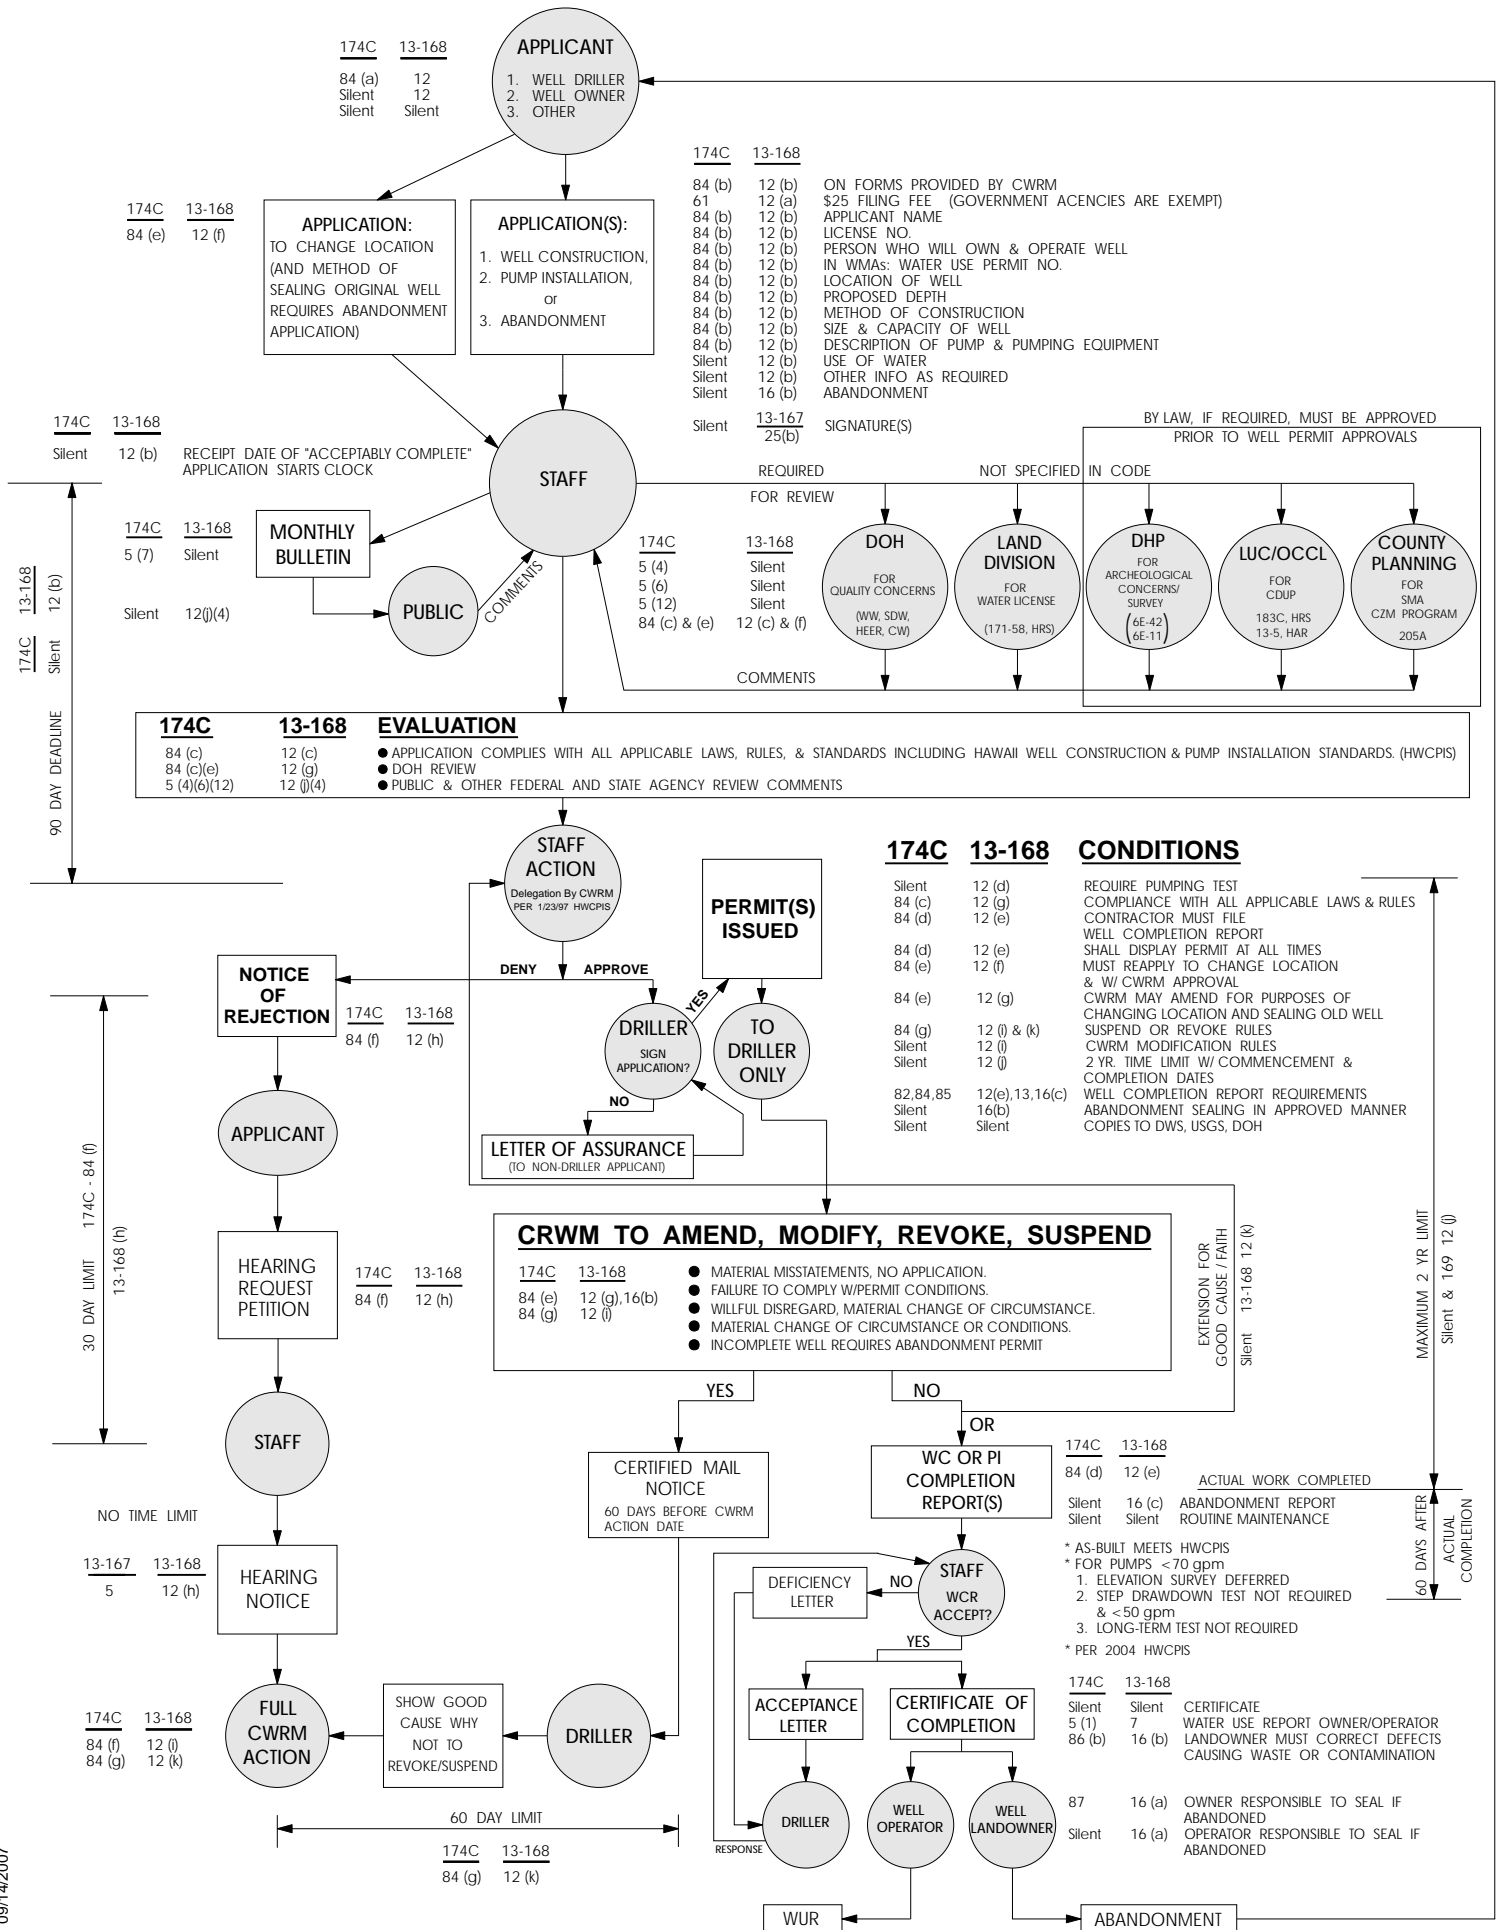 174C 13-168
84 (a) 12
Silent 12
Silent Silent
APPLICANT
1. WELL DRILLER
2. WELL OWNER
3. OTHER
174C 13-168
84 (e) 12 (f)
APPLICATION:
TO CHANGE LOCATION
(AND METHOD OF
SEALING ORIGINAL WELL
REQUIRES ABANDONMENT
APPLICATION)
APPLICATION(S):
1. WELL CONSTRUCTION,
2. PUMP INSTALLATION,
or
3. ABANDONMENT
174C 13-168
84 (b) 12 (b) ON FORMS PROVIDED BY CWRM
61 12 (a) $25 FILING FEE (GOVERNMENT ACENCIES ARE EXEMPT)
84 (b) 12 (b) APPLICANT NAME
84 (b) 12 (b) LICENSE NO.
84 (b) 12 (b) PERSON WHO WILL OWN & OPERATE WELL
84 (b) 12 (b) IN WMAs: WATER USE PERMIT NO.
84 (b) 12 (b) LOCATION OF WELL
84 (b) 12 (b) PROPOSED DEPTH
84 (b) 12 (b) METHOD OF CONSTRUCTION
84 (b) 12 (b) SIZE & CAPACITY OF WELL
84 (b) 12 (b) DESCRIPTION OF PUMP & PUMPING EQUIPMENT
Silent 12 (b) USE OF WATER
Silent 12 (b) OTHER INFO AS REQUIRED
Silent 16 (b) ABANDONMENT
Silent 13-167 SIGNATURE(S)
25(b)
174C 13-168
Silent 12 (b) RECEIPT DATE OF "ACCEPTABLY COMPLETE"
APPLICATION STARTS CLOCK
STAFF
BY LAW, IF REQUIRED, MUST BE APPROVED
PRIOR TO WELL PERMIT APPROVALS
REQUIRED NOT SPECIFIED IN CODE
FOR REVIEW
174C 13-168
5 (7) Silent
Silent 12(j)(4)
MONTHLY
BULLETIN
PUBLIC
COMMENTS
174C 13-168
5 (4) Silent
5 (6) Silent
5 (12) Silent
84 (c) & (e) 12 (c) & (f)
DOH
FOR
QUALITY CONCERNS
(WW, SDW,
HEER, CW)
LAND
DIVISION
FOR
WATER LICENSE
(171-58, HRS)
DHP
FOR
ARCHEOLOGICAL
CONCERNS/
SURVEY
(6E-42
6E-11)
LUC/OCCL
FOR
CDUP
183C, HRS
13-5, HAR
COUNTY
PLANNING
FOR
SMA
CZM PROGRAM
205A
COMMENTS
90 DAY DEADLINE
174C 13-168
Silent 12 (b)
174C 13-168 EVALUATION
84 (c) 12 (c) ● APPLICATION COMPLIES WITH ALL APPLICABLE LAWS, RULES, & STANDARDS INCLUDING HAWAII WELL CONSTRUCTION & PUMP INSTALLATION STANDARDS. (HWCPIS)
84 (c)(e) 12 (g) ● DOH REVIEW
5 (4)(6)(12) 12 (j)(4) ● PUBLIC & OTHER FEDERAL AND STATE AGENCY REVIEW COMMENTS
STAFF
ACTION
Delegation By CWRM
PER 1/23/97 HWCPIS
DENY APPROVE
PERMIT(S)
ISSUED
DRILLER
SIGN
APPLICATION?
YES
NO
TO
DRILLER
ONLY
LETTER OF ASSURANCE
(TO NON-DRILLER APPLICANT)
174C 13-168 CONDITIONS
Silent 12 (d) REQUIRE PUMPING TEST
84 (c) 12 (g) COMPLIANCE WITH ALL APPLICABLE LAWS & RULES
84 (d) 12 (e) CONTRACTOR MUST FILE
WELL COMPLETION REPORT
84 (d) 12 (e) SHALL DISPLAY PERMIT AT ALL TIMES
84 (e) 12 (f) MUST REAPPLY TO CHANGE LOCATION
& W/ CWRM APPROVAL
84 (e) 12 (g) CWRM MAY AMEND FOR PURPOSES OF
CHANGING LOCATION AND SEALING OLD WELL
84 (g) 12 (i) & (k) SUSPEND OR REVOKE RULES
Silent 12 (i) CWRM MODIFICATION RULES
Silent 12 (j) 2 YR. TIME LIMIT W/ COMMENCEMENT &
COMPLETION DATES
82,84,85 12(e),13,16(c) WELL COMPLETION REPORT REQUIREMENTS
Silent 16(b) ABANDONMENT SEALING IN APPROVED MANNER
Silent Silent COPIES TO DWS, USGS, DOH
NOTICE
OF
REJECTION
174C 13-168
84 (f) 12 (h)
APPLICANT
30 DAY LIMIT 174C - 84 (f)
13-168 (h)
HEARING
REQUEST
PETITION
174C 13-168
84 (f) 12 (h)
STAFF
CRWM TO AMEND, MODIFY, REVOKE, SUSPEND
174C 13-168
84 (e) 12 (g),16(b)
84 (g) 12 (i)
● MATERIAL MISSTATEMENTS, NO APPLICATION.
● FAILURE TO COMPLY W/PERMIT CONDITIONS.
● WILLFUL DISREGARD, MATERIAL CHANGE OF CIRCUMSTANCE.
● MATERIAL CHANGE OF CIRCUMSTANCE OR CONDITIONS.
● INCOMPLETE WELL REQUIRES ABANDONMENT PERMIT
EXTENSION FOR
GOOD CAUSE / FAITH
Silent 13-168 12 (k)
MAXIMUM 2 YR LIMIT
Silent & 169 12 (j)
YES NO
OR
CERTIFIED MAIL
NOTICE
60 DAYS BEFORE CWRM
ACTION DATE
WC OR PI
COMPLETION
REPORT(S)
174C 13-168
84 (d) 12 (e)
ACTUAL WORK COMPLETED
Silent 16 (c) ABANDONMENT REPORT
Silent Silent ROUTINE MAINTENANCE
60 DAYS AFTER
ACTUAL
COMPLETION
* AS-BUILT MEETS HWCPIS
* FOR PUMPS <70 gpm
1. ELEVATION SURVEY DEFERRED
2. STEP DRAWDOWN TEST NOT REQUIRED
& <50 gpm
3. LONG-TERM TEST NOT REQUIRED
* PER 2004 HWCPIS
NO TIME LIMIT
13-167 13-168
5 12 (h)
HEARING
NOTICE
DEFICIENCY
LETTER
NO
STAFF
WCR
ACCEPT?
YES
ACCEPTANCE
LETTER
CERTIFICATE OF
COMPLETION
174C 13-168
Silent Silent CERTIFICATE
5 (1) 7 WATER USE REPORT OWNER/OPERATOR
86 (b) 16 (b) LANDOWNER MUST CORRECT DEFECTS
CAUSING WASTE OR CONTAMINATION
87 16 (a) OWNER RESPONSIBLE TO SEAL IF
ABANDONED
Silent 16 (a) OPERATOR RESPONSIBLE TO SEAL IF
ABANDONED
174C 13-168
84 (f) 12 (i)
84 (g) 12 (k)
FULL
CWRM
ACTION
SHOW GOOD
CAUSE WHY
NOT TO
REVOKE/SUSPEND
DRILLER
60 DAY LIMIT
174C 13-168
84 (g) 12 (k)
DRILLER
RESPONSE
WELL
OPERATOR
WELL
LANDOWNER
WUR
ABANDONMENT
09/14/2007